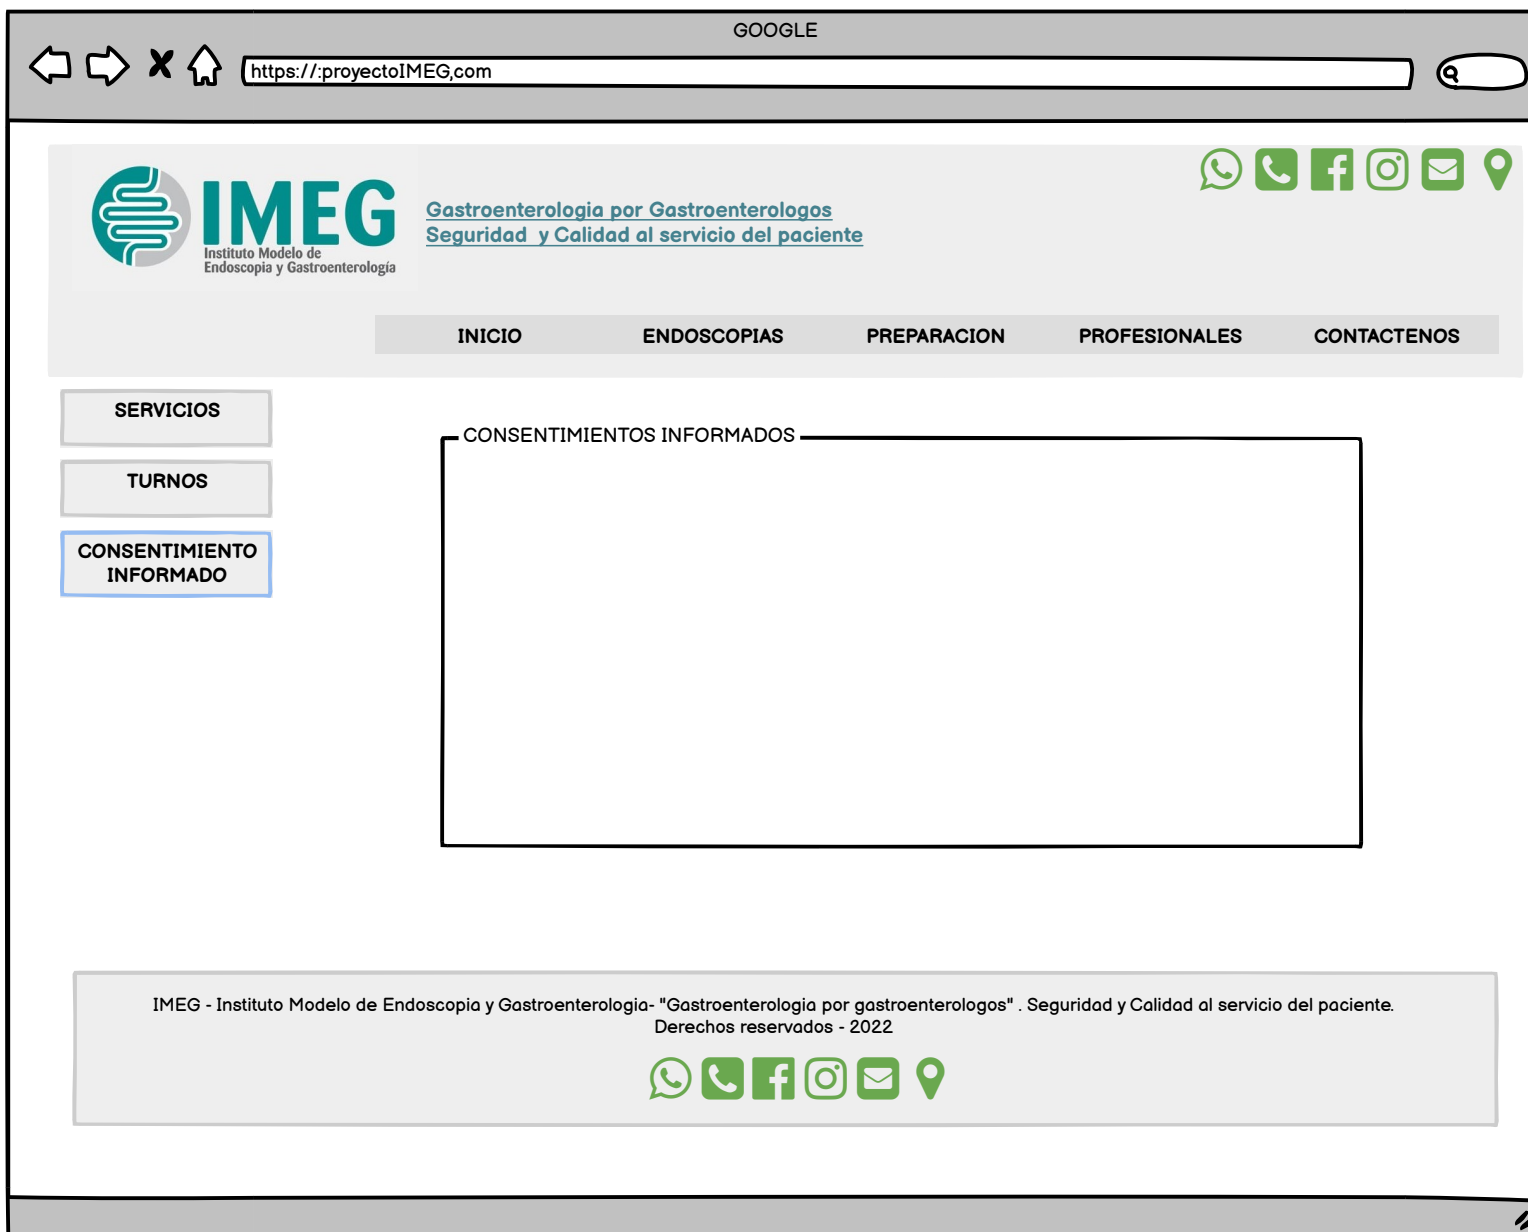 GOOGLE
https://:proyectoIMEG,com
IMEG
Instituto Modelo de
Endoscopia y Gastroenterología
Gastroenterologia por Gastroenterologos
Seguridad y Calidad al servicio del paciente
INICIO ENDOSCOPIAS PREPARACION PROFESIONALES CONTACTENOS
SERVICIOS
TURNOS
CONSENTIMIENTO
INFORMADO
CONSENTIMIENTOS INFORMADOS
IMEG - Instituto Modelo de Endoscopia y Gastroenterologia- "Gastroenterologia por gastroenterologos" . Seguridad y Calidad al servicio del paciente.
Derechos reservados - 2022